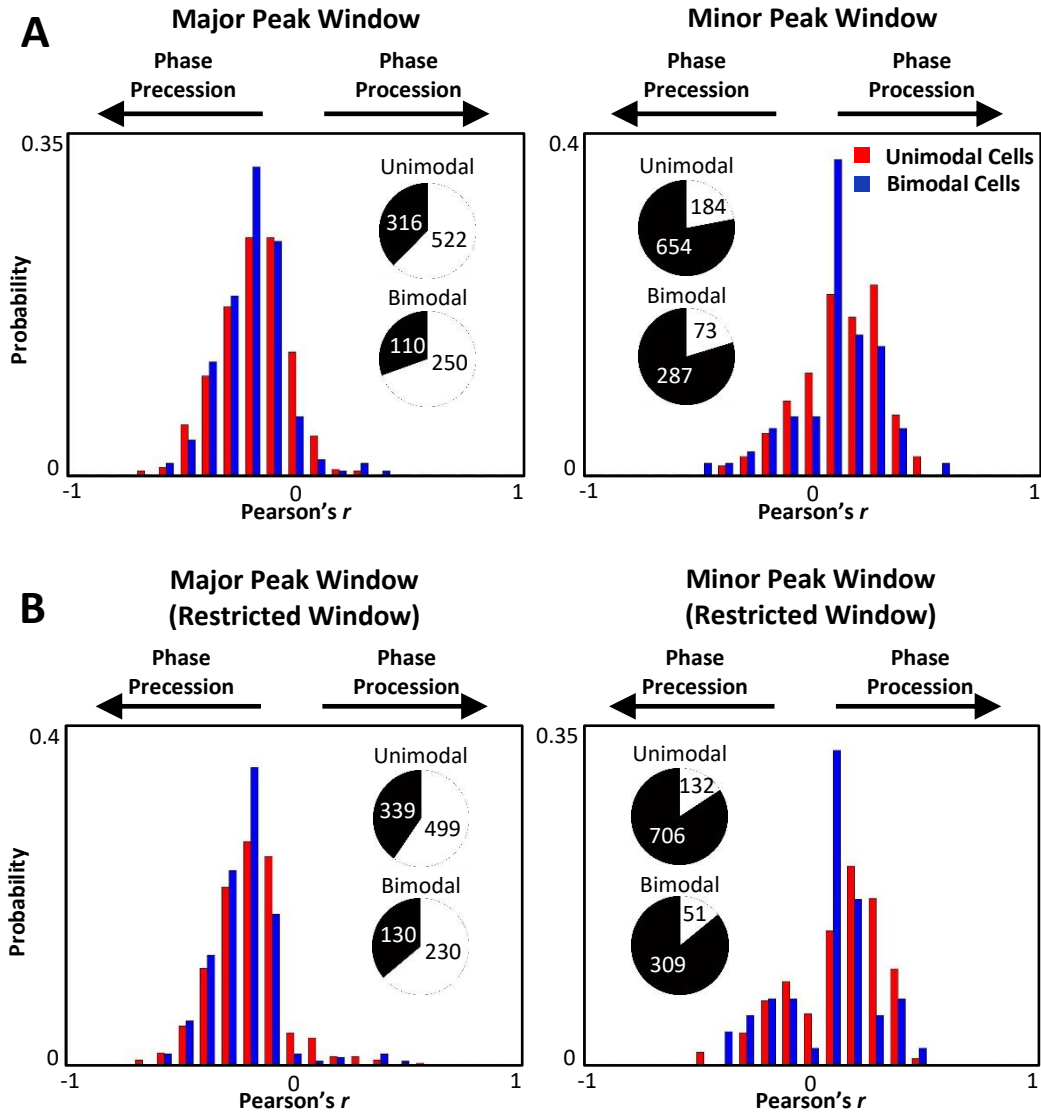 A
Major Peak Window
Minor Peak Window
Phase
Precession
Phase
Procession
Phase
Precession
Phase
Procession
0.35
0
Probability
-1
0
1
Pearson's r
Unimodal
316
522
Bimodal
110
250
0.4
0
-1
0
1
Pearson's r
Unimodal
184
654
Bimodal
73
287
Unimodal Cells
Bimodal Cells
B
Major Peak Window
(Restricted Window)
Minor Peak Window
(Restricted Window)
Phase
Precession
Phase
Procession
Phase
Precession
Phase
Procession
0.4
0
Probability
-1
0
1
Pearson's r
Unimodal
339
499
Bimodal
130
230
0.35
0
-1
0
1
Pearson's r
Unimodal
132
706
Bimodal
51
309